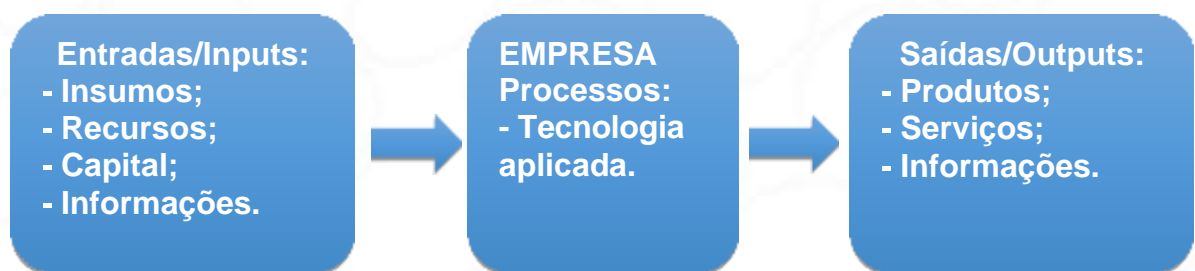 Entradas/Inputs:
- Insumos;
- Recursos;
- Capital;
- Informações.
EMPRESA
Processos:
- Tecnologia
aplicada.
Saídas/Outputs:
- Produtos;
- Serviços;
- Informações.